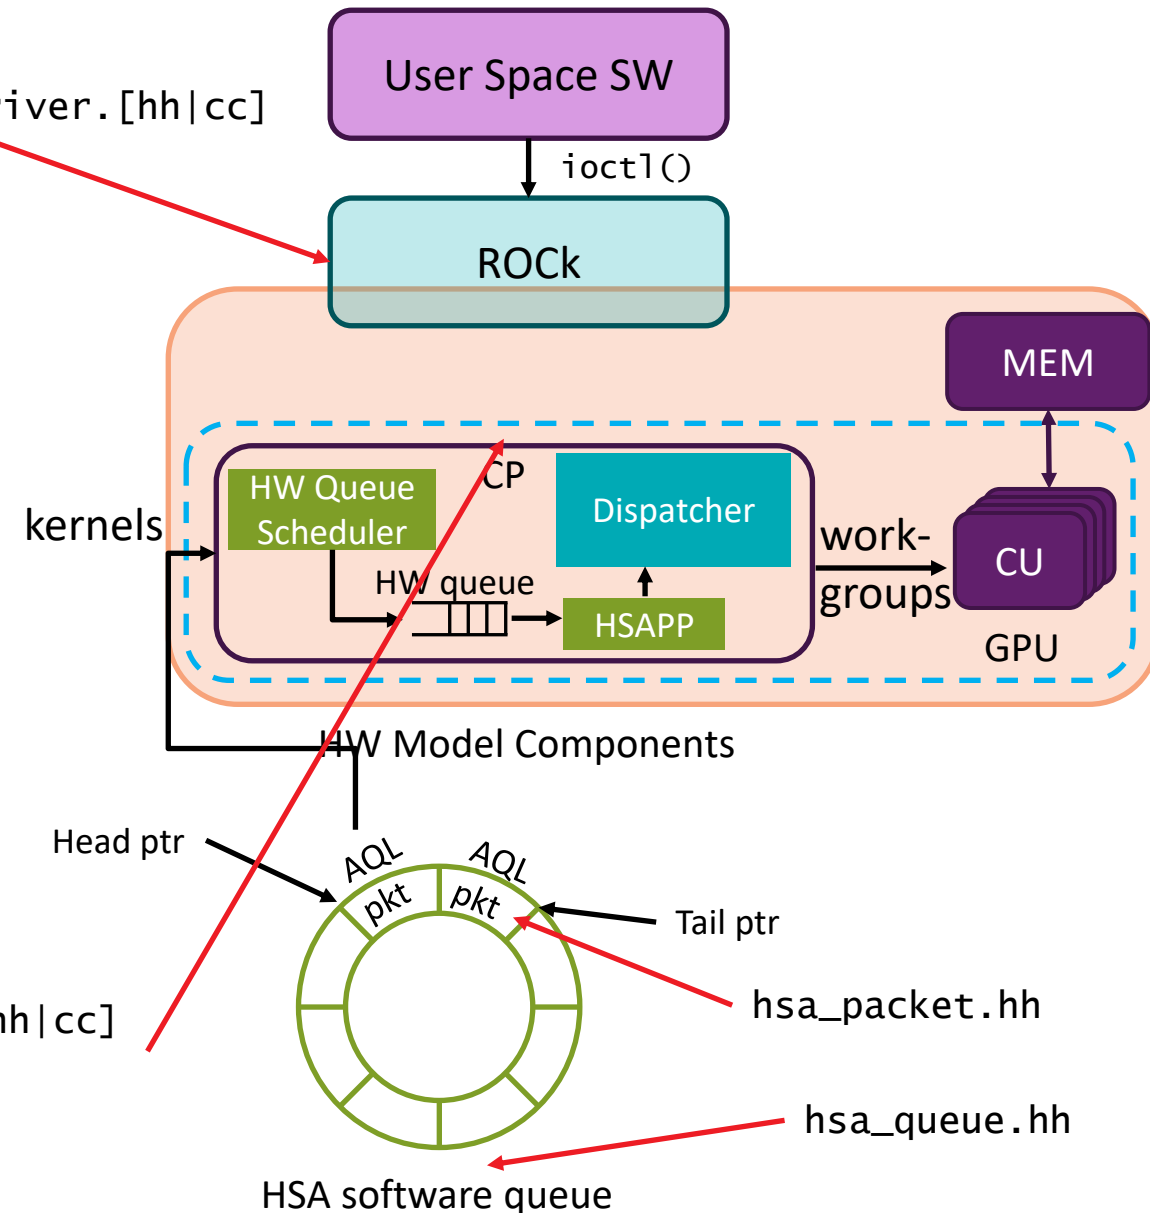 User Space SW
river.[hh|cc]
ioctl()
ROCk
MEM
CP
HW Queue
Scheduler
Dispatcher
kernels
work-
groups
CU
HW queue
HSAPP
GPU
HW Model Components
Head ptr
AQL
AQL
pkt
pkt
Tail ptr
hsa_packet.hh
hh|cc]
hsa_queue.hh
HSA software queue